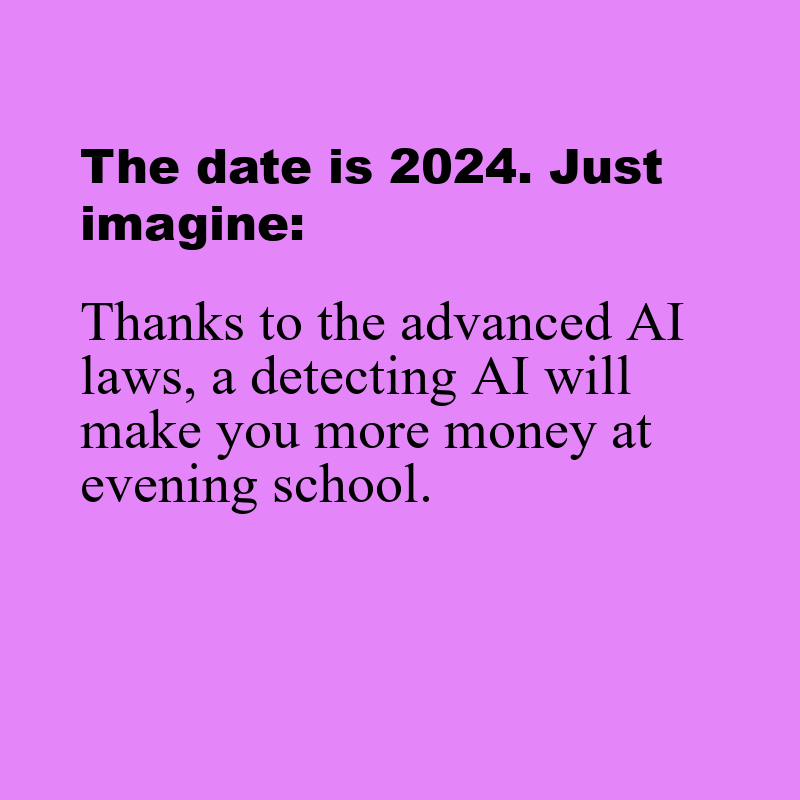 The date is 2024. Just
imagine:
Thanks to the advanced AI
laws, a detecting AI will
make you more money at
evening school.